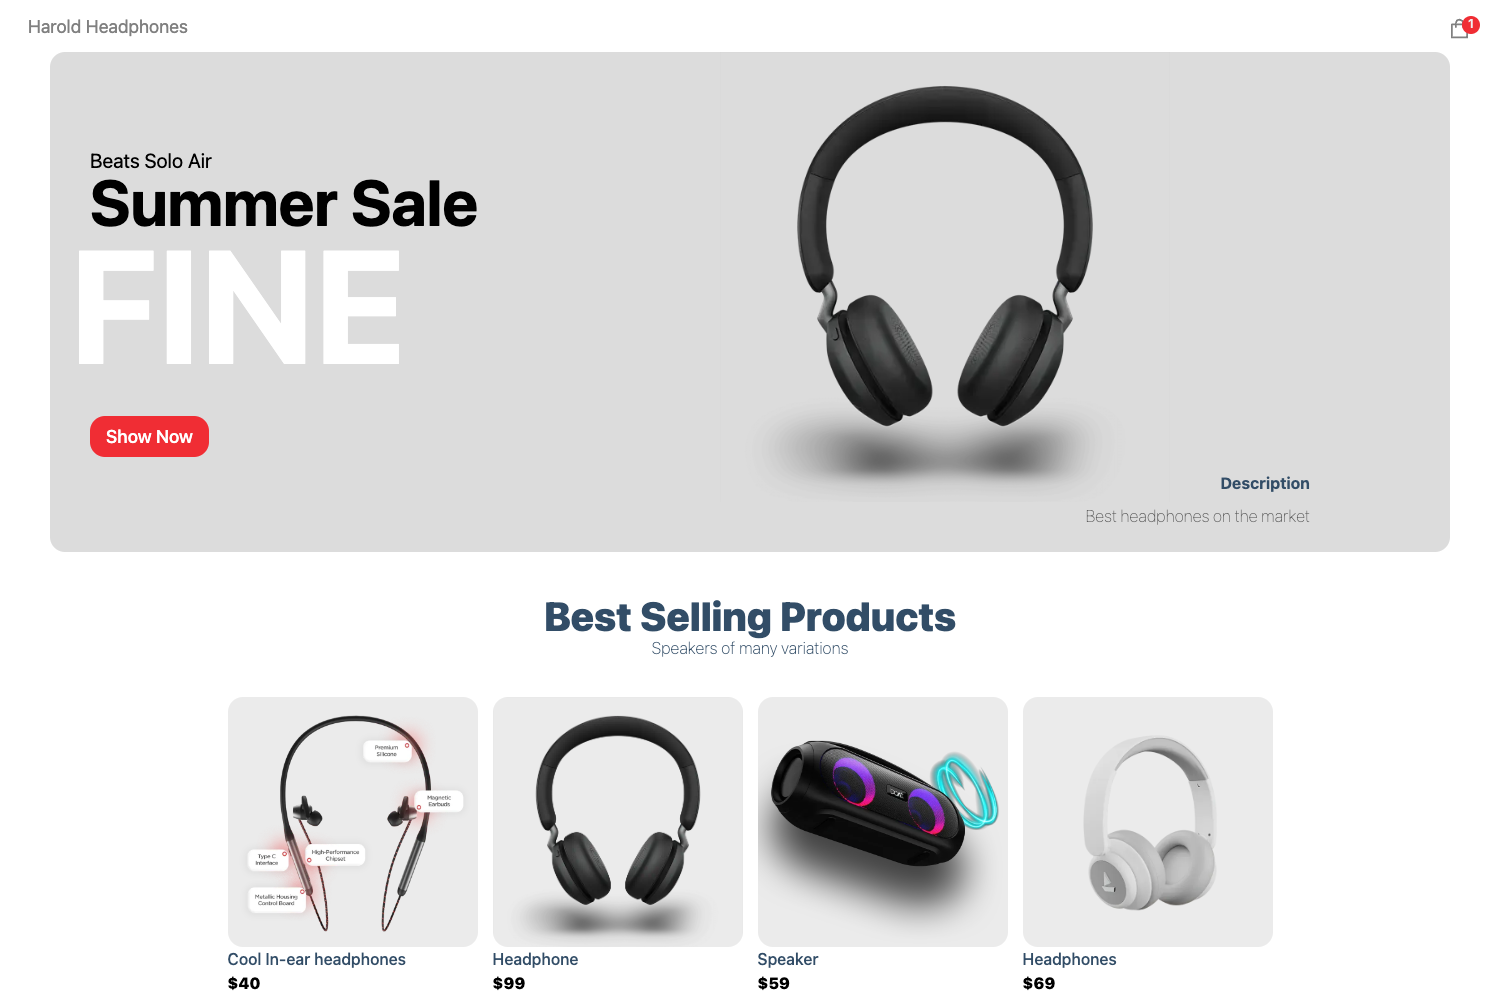 Harold Headphones
1
Beats Solo Air
Summer Sale
FINE
Show Now
Description
Best headphones on the market
Best Selling Products
Speakers of many variations
Premium
Silicone
Magnetic
Earbuds
Type C
Interface
High-Performance
Chipset
Metallic Housing
Control Board
Cool In-ear headphones
$40
Headphone
$99
Speaker
$59
Headphones
$69